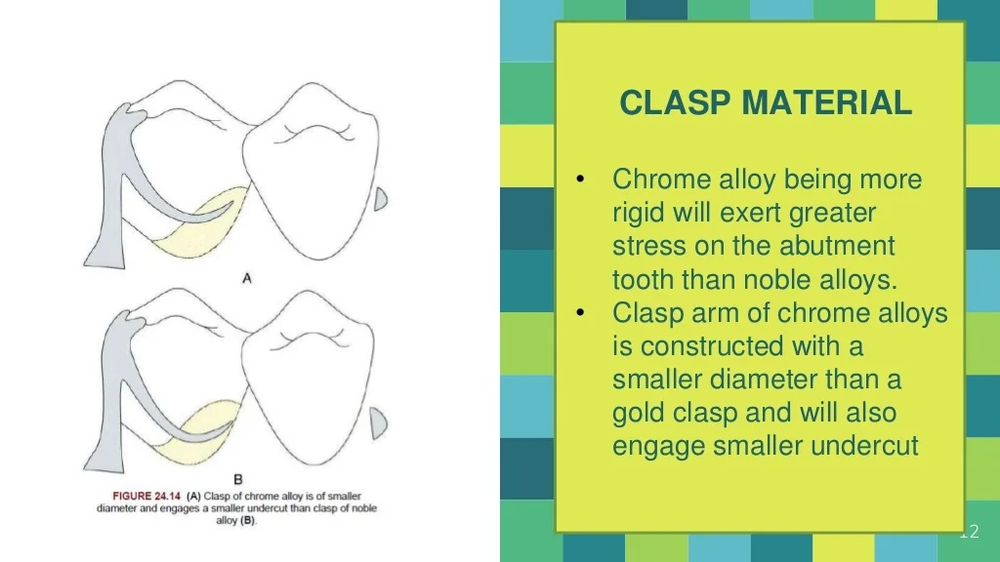 A
B
FIGURE 24.14 (A) Clasp of chrome alloy is of smaller
diameter and engages a smaller undercut than clasp of noble
alloy (B).
CLASP MATERIAL
• Chrome alloy being more
rigid will exert greater
stress on the abutment
tooth than noble alloys.
• Clasp arm of chrome alloys
is constructed with a
smaller diameter than a
gold clasp and will also
engage smaller undercut
12